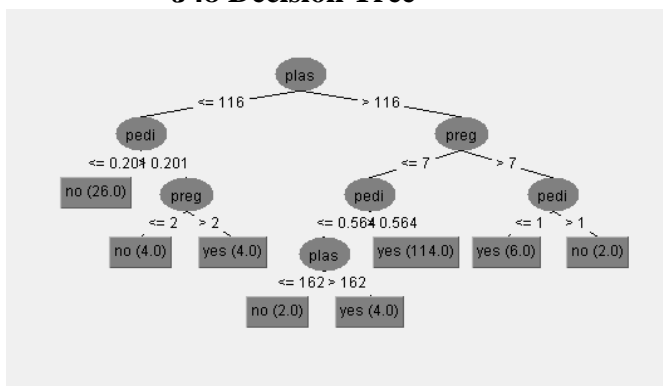 J48 Decision Tree
plas
<= 116 > 116
pedi preg
<= 0.201 > 0.201 <= 7 > 7
no (26.0) preg pedi pedi
<= 2 > 2 <= 0.564 > 0.564 <= 1 > 1
no (4.0) yes (4.0) plas yes (114.0) yes (6.0) no (2.0)
<= 162 > 162
no (2.0) yes (4.0)